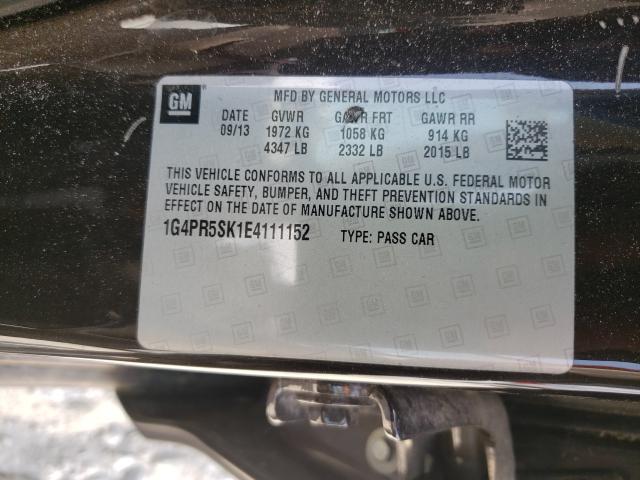 GM
MFD BY GENERAL MOTORS LLC
DATE GVWR GAWR FRT GAWR RR
09/13 1972 KG 1058 KG 914 KG
4347 LB 2332 LB 2015 LB
THIS VEHICLE CONFORMS TO ALL APPLICABLE U.S. FEDERAL MOTOR
VEHICLE SAFETY, BUMPER, AND THEFT PREVENTION STANDARDS IN
EFFECT ON THE DATE OF MANUFACTURE SHOWN ABOVE.
1G4PR5SK1E4111152 TYPE: PASS CAR